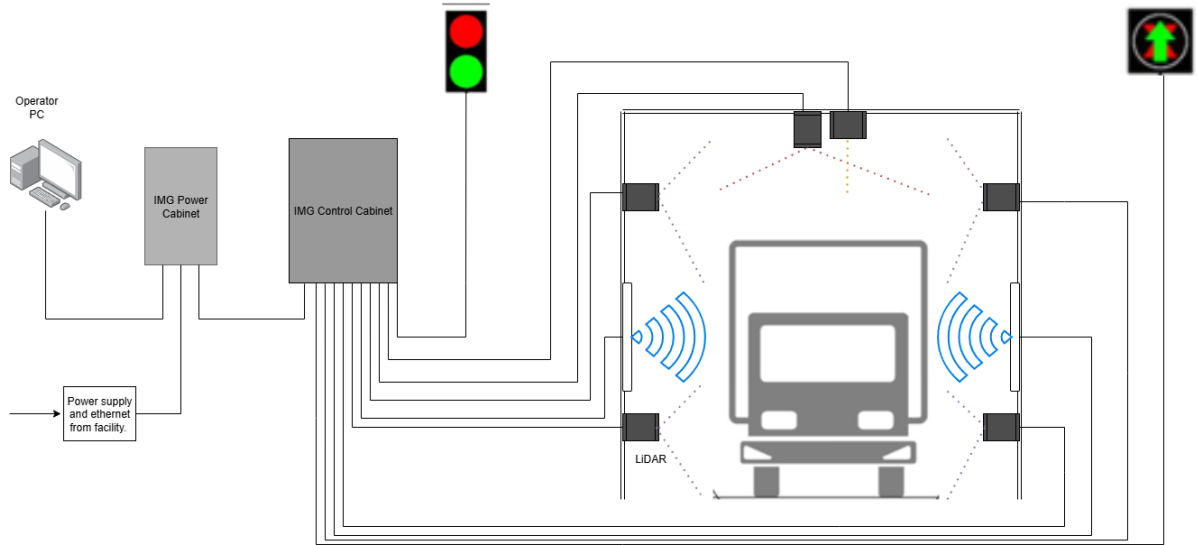 Operator
PC
IMG Power
Cabinet
IMG Control Cabinet
Power supply
and ethernet
from facility.
LiDAR